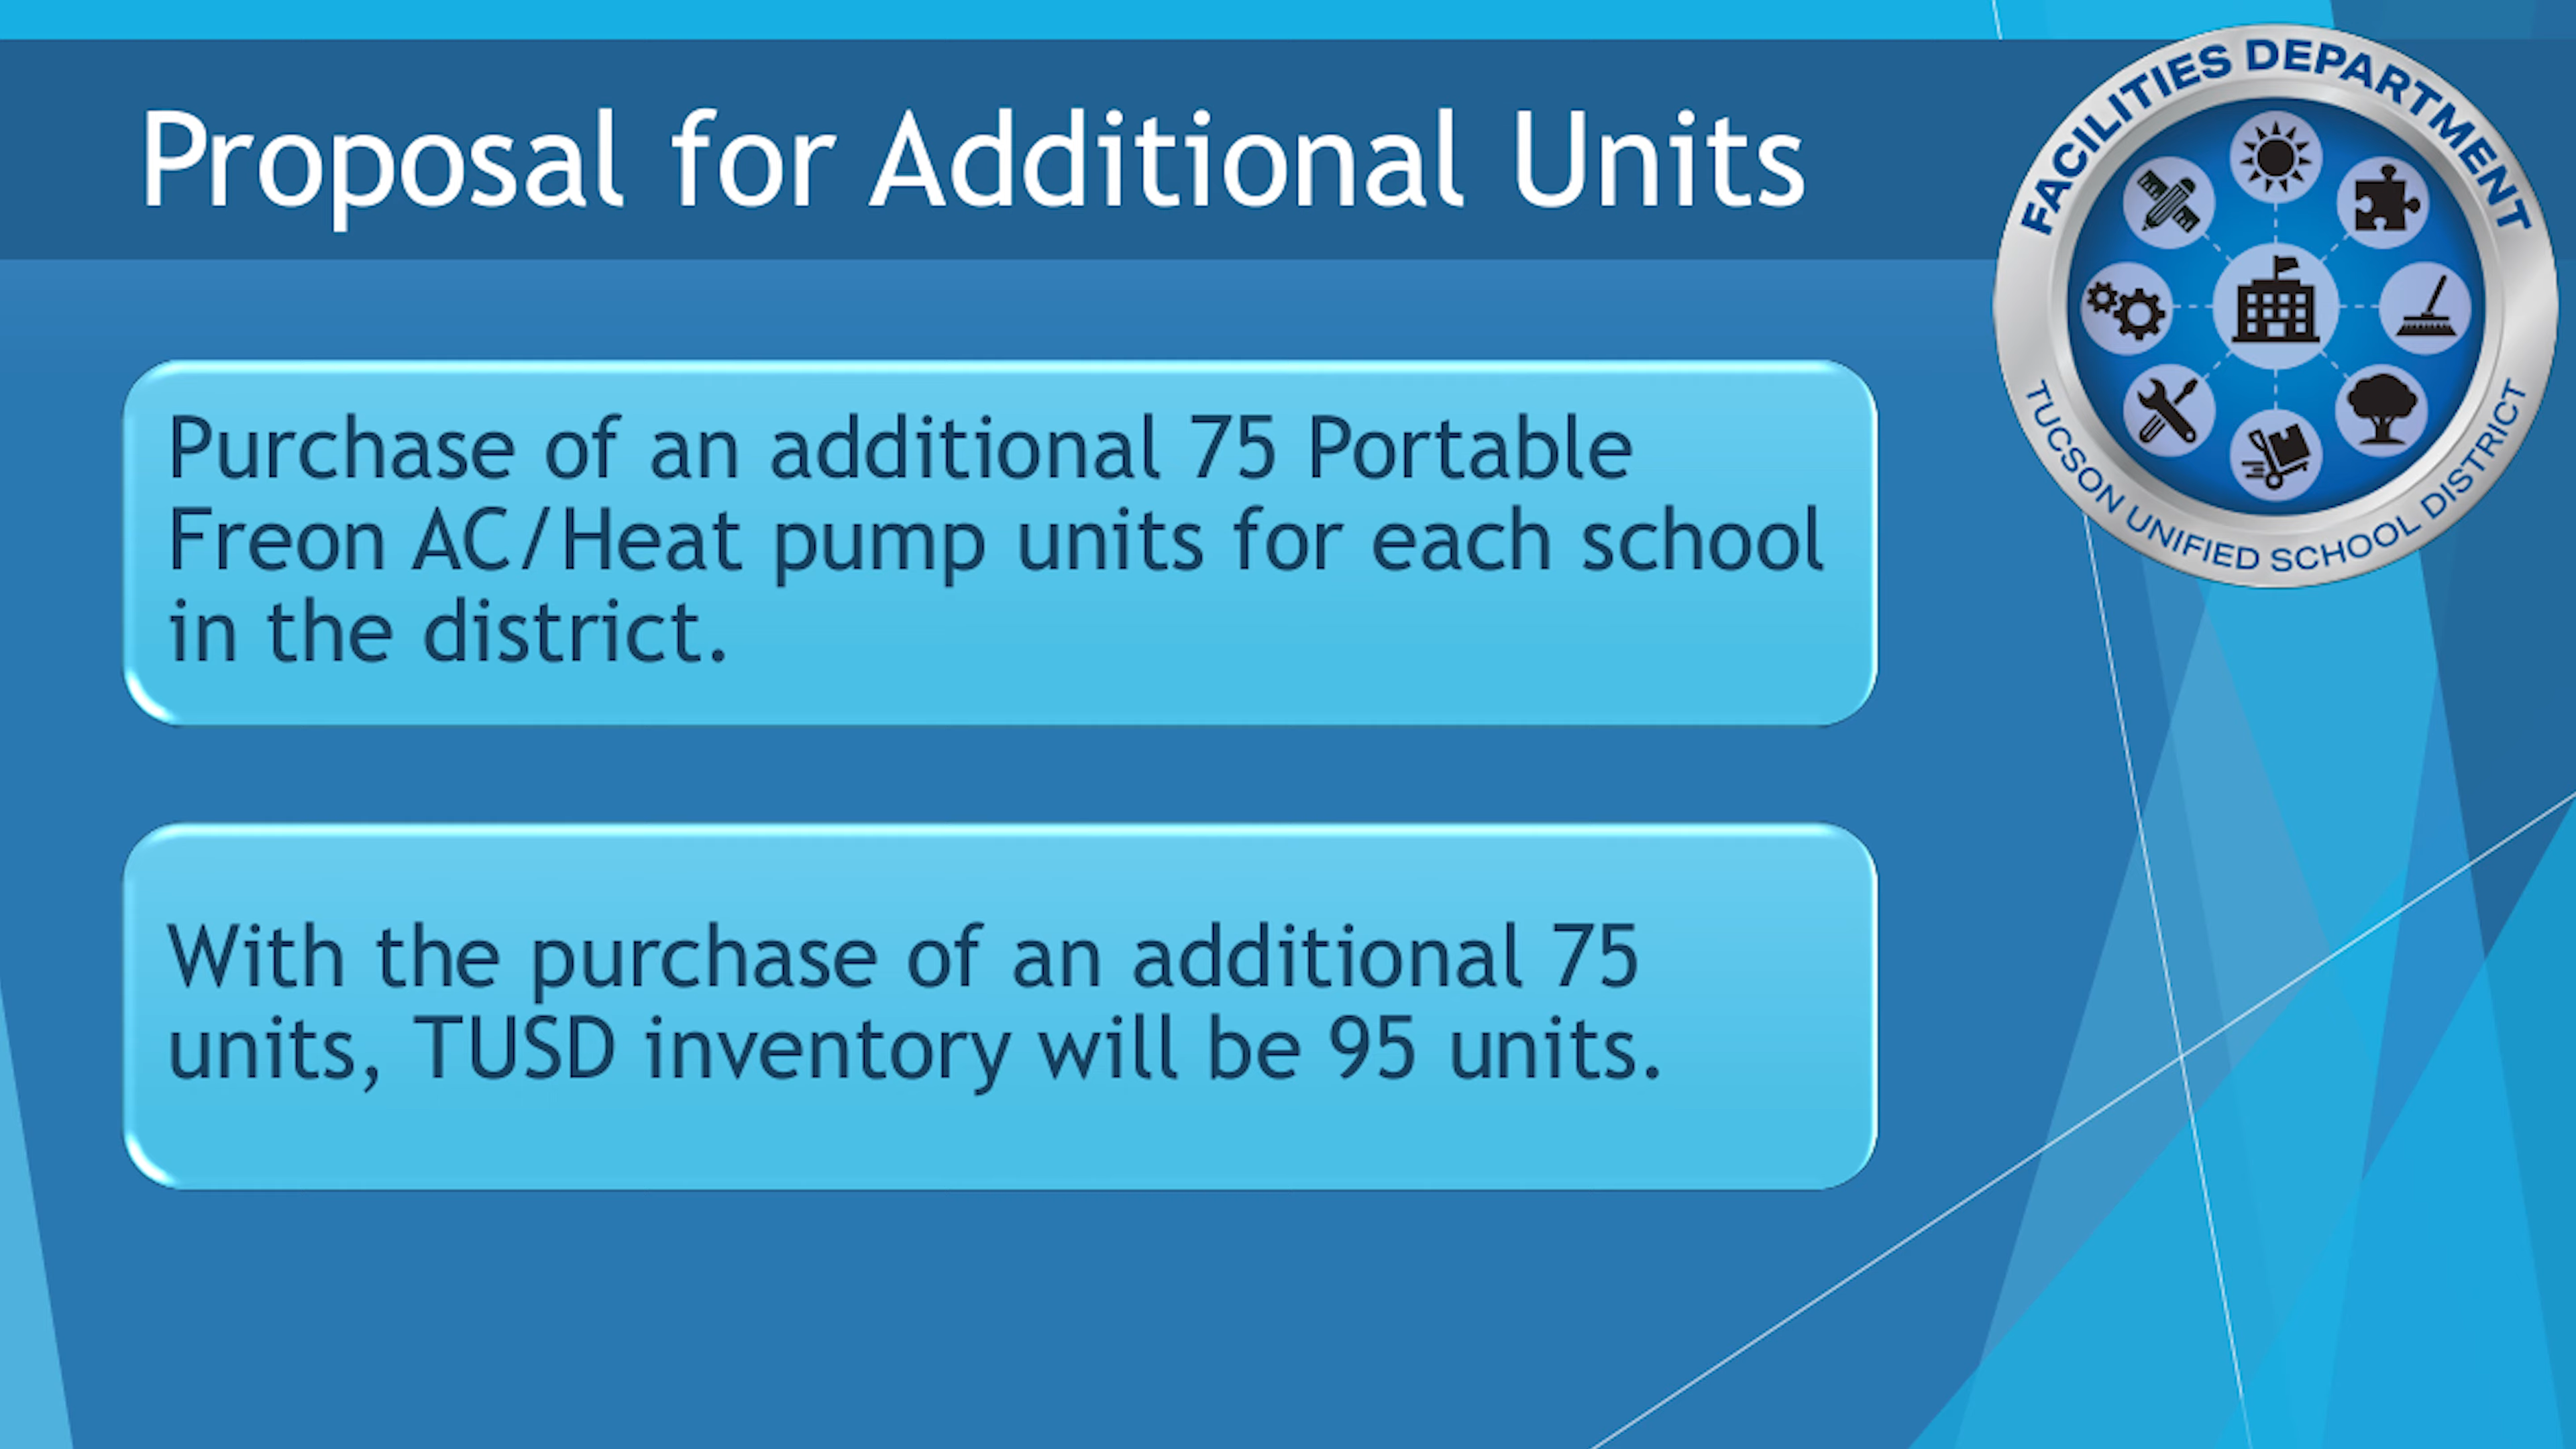 Proposal for Additional Units
FACILITIES DEPARTMENT
TUCSON UNIFIED SCHOOL DISTRICT
Purchase of an additional 75 Portable
Freon AC/Heat pump units for each school
in the district.
With the purchase of an additional 75
units, TUSD inventory will be 95 units.